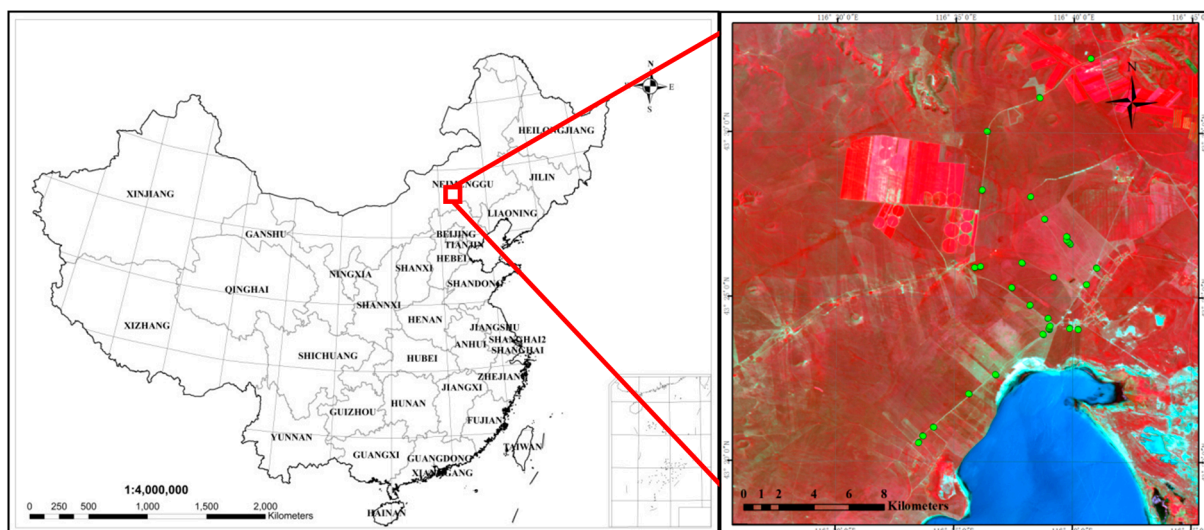 N
E
S
HEILONGJIANG
JILIN
NEIMENGGU
LIAONING
XINJIANG
GANSHU
BEIJING
TIANJIN
HEBEI
NINGXIA
SHANXI
SHANDONG
QINGHAI
SHANNXI
HENAN
JIANGSHU
XIZHANG
SHICHUANG
HUBEI
ANHUI
SHANGHAI2
SHANGHAI
ZHEJIANG
HUNAN
JIANGXI
GUIZHOU
FUJIAN
YUNNAN
GUANGXI
GUANGDONG
TAIWAN
XIANGGANG
HAINAN
1:4,000,000
0 250 500 1,000 1,500 2,000
Kilometers
116° 35'0"E
116° 40'0"E
N
0 1 2 4 6 8
Kilometers